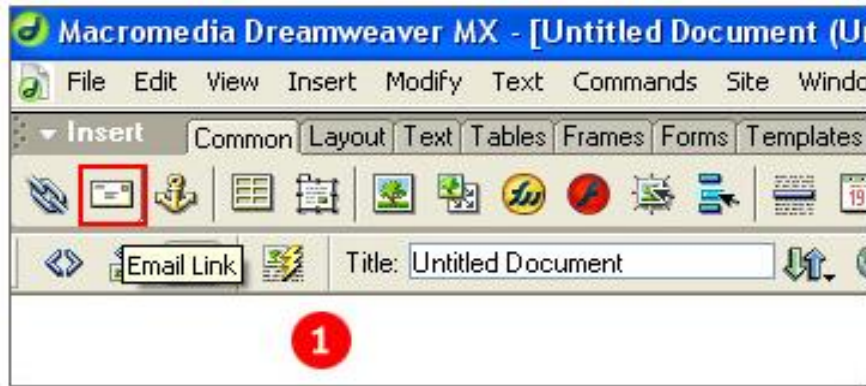 Macromedia Dreamweaver MX - [Untitled Document (U
File Edit View Insert Modify Text Commands Site Windo
Insert Common Layout Text Tables Frames Forms Templates
19
Email Link Title: Untitled Document
1